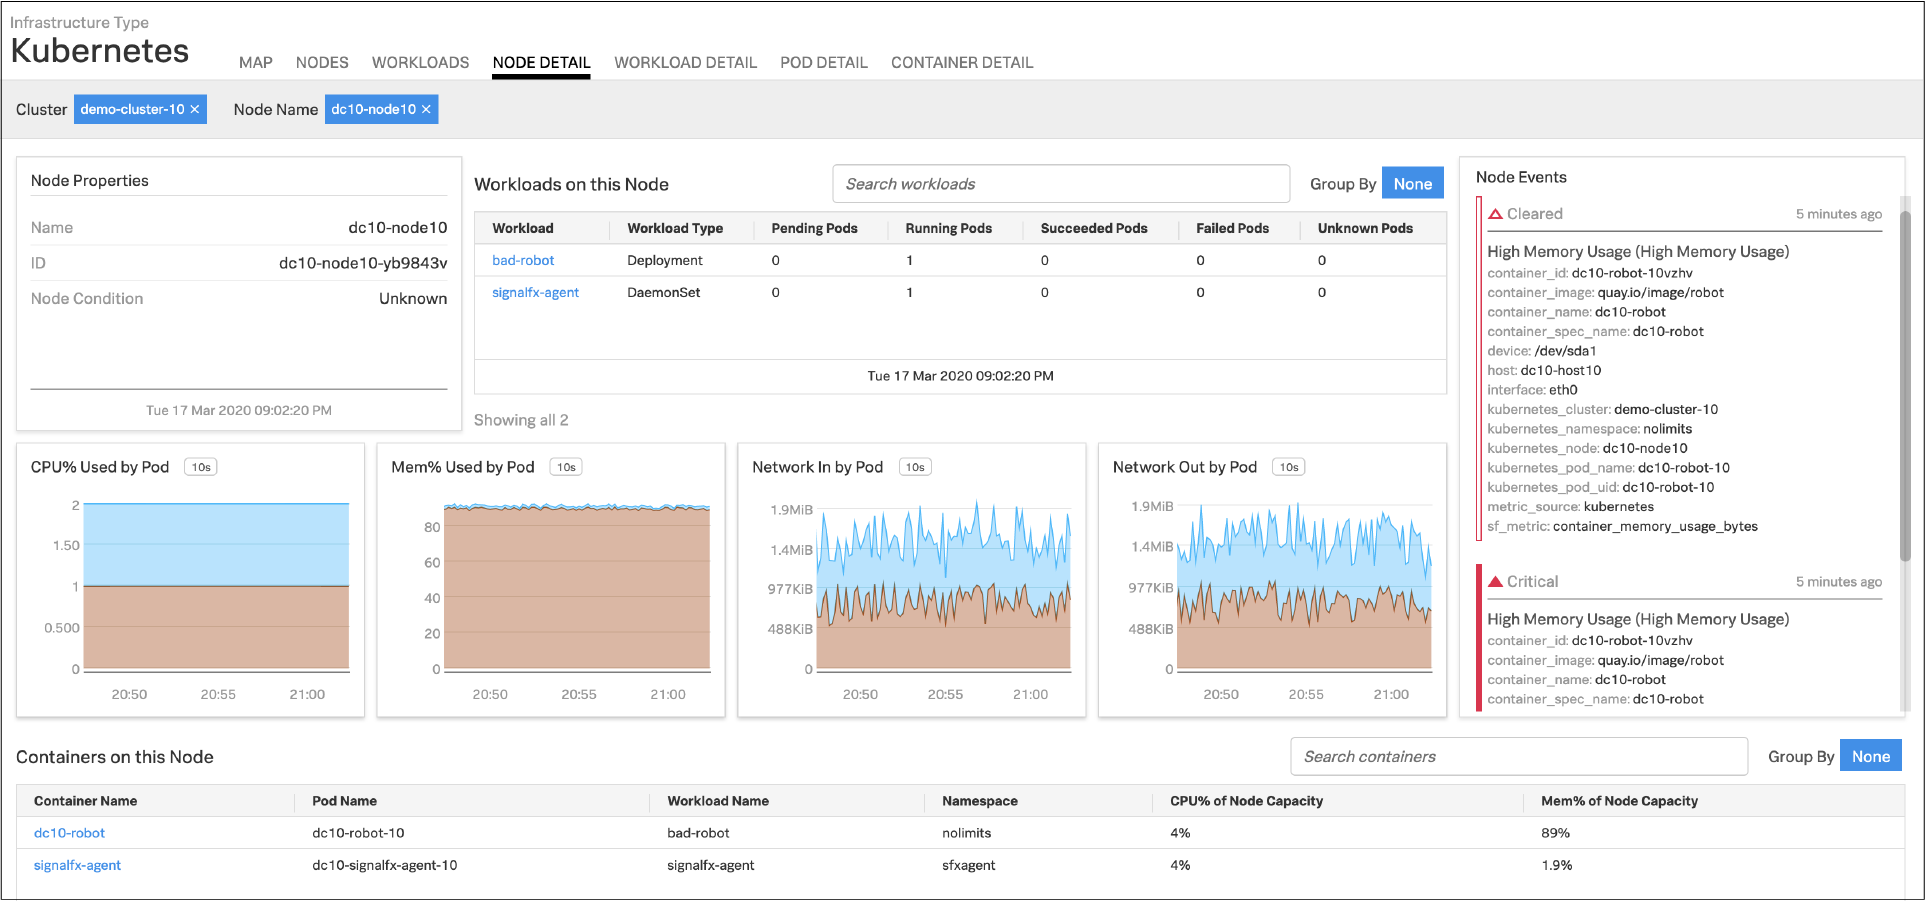 Infrastructure Type
Kubernetes
MAP NODES WORKLOADS NODE DETAIL WORKLOAD DETAIL POD DETAIL CONTAINER DETAIL
Cluster demo-cluster-10 × Node Name dc10-node10 ×
Node Properties
Name dc10-node10
ID dc10-node10-yb9843v
Node Condition Unknown
Tue 17 Mar 2020 09:02:20 PM
Workloads on this Node Search workloads Group By None
Workload Workload Type Pending Pods Running Pods Succeeded Pods Failed Pods Unknown Pods
bad-robot Deployment 0 1 0 0 0
signalfx-agent DaemonSet 0 1 0 0 0
Tue 17 Mar 2020 09:02:20 PM
Showing all 2
Node Events
Cleared 5 minutes ago
High Memory Usage (High Memory Usage)
container_id: dc10-robot-10vzhv
container_image: quay.io/image/robot
container_name: dc10-robot
container_spec_name: dc10-robot
device: /dev/sda1
host: dc10-host10
interface: eth0
kubernetes_cluster: demo-cluster-10
kubernetes_namespace: nolimits
kubernetes_node: dc10-node10
kubernetes_pod_name: dc10-robot-10
kubernetes_pod_uid: dc10-robot-10
metric_source: kubernetes
sf_metric: container_memory_usage_bytes
Critical 5 minutes ago
High Memory Usage (High Memory Usage)
container_id: dc10-robot-10vzhv
container_image: quay.io/image/robot
container_name: dc10-robot
container_spec_name: dc10-robot
CPU% Used by Pod 10s
2
1.50
1
0.500
0
20:50 20:55 21:00
Mem% Used by Pod 10s
80
60
40
20
0
20:50 20:55 21:00
Network In by Pod 10s
1.9MiB
1.4MiB
977KiB
488KiB
0
20:50 20:55 21:00
Network Out by Pod 10s
1.9MiB
1.4MiB
977KiB
488KiB
0
20:50 20:55 21:00
Containers on this Node Search containers Group By None
Container Name Pod Name Workload Name Namespace CPU% of Node Capacity Mem% of Node Capacity
dc10-robot dc10-robot-10 bad-robot nolimits 4% 89%
signalfx-agent dc10-signalfx-agent-10 signalfx-agent sfxagent 4% 1.9%